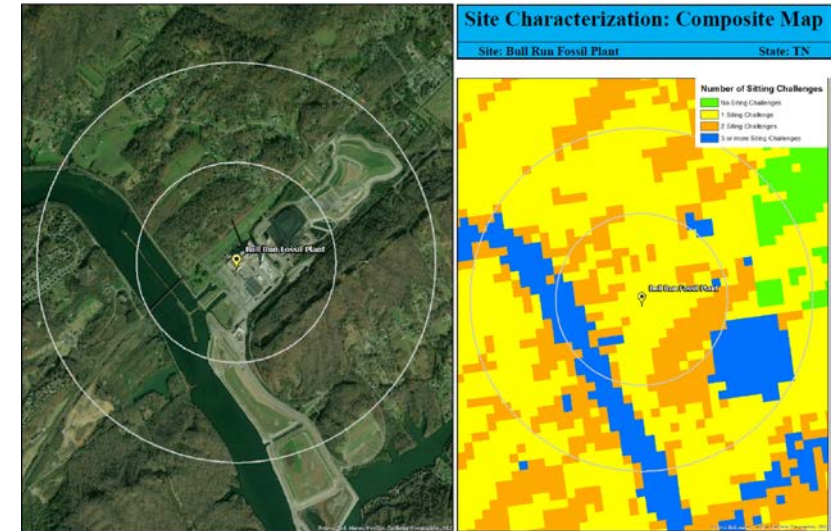 Site Characterization: Composite Map
Site: Bull Run Fossil Plant State: TN
Bull Run Fossil Plant
Number of Sitting Challenges
No Siting Challenges
1 Siting Challenge
2 Siting Challenges
3 or more Siting Challenges
Bull Run Fossil Plant